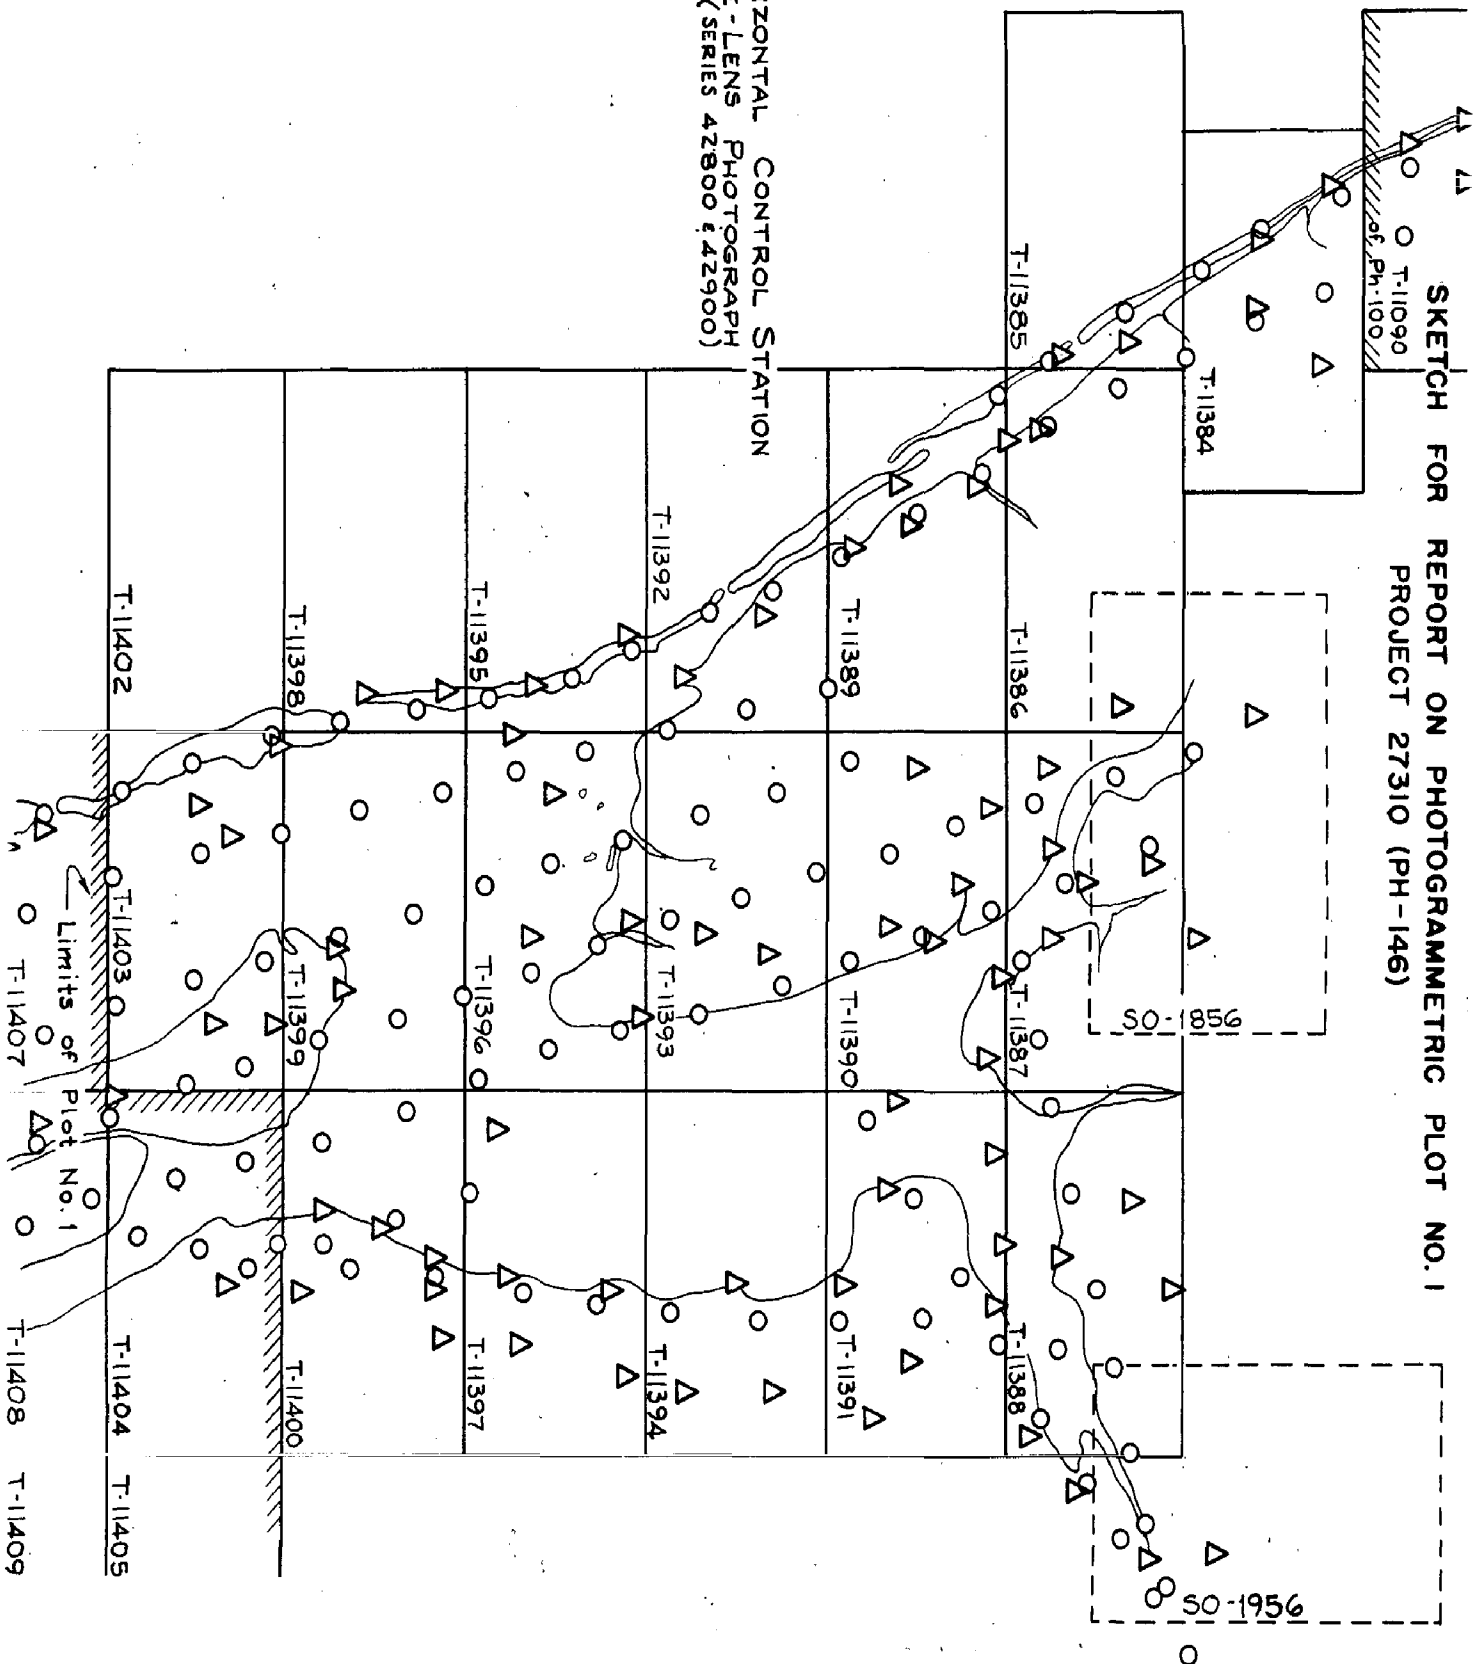 SKETCH FOR REPORT ON PHOTOGRAMMETRIC PLOT NO. 1
PROJECT 27310 (PH-146)
T-11090
of Ph-100
T-11384
SO-1856
SO-1956
T-11385
T-11386
T-11387
T-11388
T-11389
T-11390
T-11391
CONTROL STATION
-LENS PHOTOGRAPH
(SERIES 42800 & 42900)
T-11392
T-11393
T-11394
T-11395
T-11396
T-11397
T-11398
T-11399
T-11400
T-11402
T-11403
T-11404
T-11405
Limits of Plot No. 1
T-11407
T-11408
T-11409